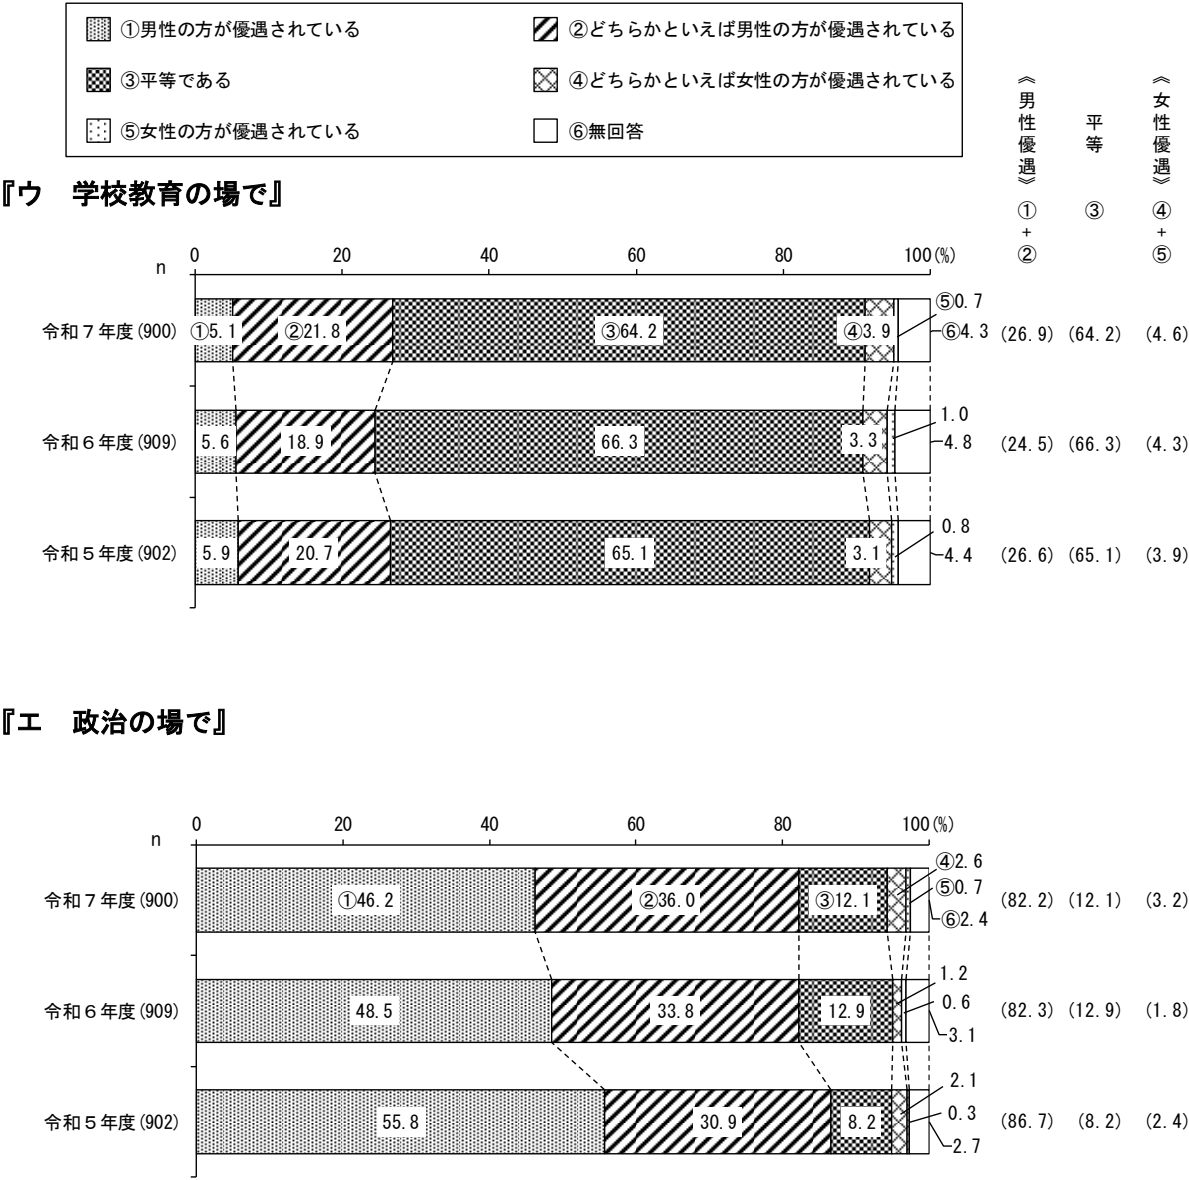 ①男性の方が優遇されている ②どちらかといえば男性の方が優遇されている
③平等である ④どちらかといえば女性の方が優遇されている
⑤女性の方が優遇されている ⑥無回答
《男性優遇》①+②
平等 ③
《女性優遇》④+⑤
『ウ 学校教育の場で』
0 20 40 60 80 100(%)
n
令和７年度(900) ①5.1 ②21.8 ③64.2 ④3.9 ⑤0.7 ⑥4.3 (26.9) (64.2) (4.6)
令和６年度(909) 5.6 18.9 66.3 3.3 1.0 4.8 (24.5) (66.3) (4.3)
令和５年度(902) 5.9 20.7 65.1 3.1 0.8 4.4 (26.6) (65.1) (3.9)
『エ 政治の場で』
0 20 40 60 80 100(%)
n
令和７年度(900) ①46.2 ②36.0 ③12.1 ④2.6 ⑤0.7 ⑥2.4 (82.2) (12.1) (3.2)
令和６年度(909) 48.5 33.8 12.9 1.2 0.6 3.1 (82.3) (12.9) (1.8)
令和５年度(902) 55.8 30.9 8.2 2.1 0.3 2.7 (86.7) (8.2) (2.4)